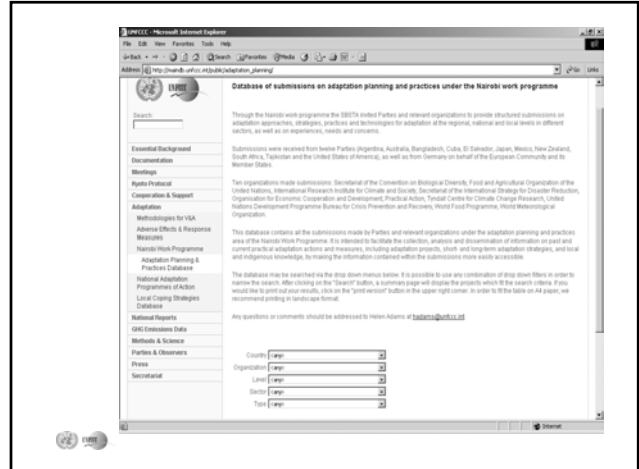 UNFCCC - Microsoft Internet Explorer
File Edit View Favorites Tools Help
Back Search Favorites Media
Address http://maindb.unfccc.int/public/adaptation_planning/ Go Links
UNFCCC
Database of submissions on adaptation planning and practices under the Nairobi work programme
Search
Through the Nairobi work programme the SBSTA invited Parties and relevant organizations to provide structured submissions on
adaptation approaches, strategies, practices and technologies for adaptation at the regional, national and local levels in different
sectors, as well as on experiences, needs and concerns.
Submissions were received from twelve Parties (Argentina, Australia, Bangladesh, Cuba, El Salvador, Japan, Mexico, New Zealand,
South Africa, Tajikistan and the United States of America), as well as from Germany on behalf of the European Community and its
Member States.
Ten organizations made submissions: Secretariat of the Convention on Biological Diversity, Food and Agricultural Organization of the
United Nations, International Research Institute for Climate and Society, Secretariat of the International Strategy for Disaster Reduction,
Organisation for Economic Cooperation and Development, Practical Action, Tyndall Centre for Climate Change Research, United
Nations Development Programme Bureau for Crisis Prevention and Recovery, World Food Programme, World Meteorological
Organization.
This database contains all the submissions made by Parties and relevant organizations under the adaptation planning and practices
area of the Nairobi Work Programme. It is intended to facilitate the collection, analysis and dissemination of information on past and
current practical adaptation actions and measures, including adaptation projects, short- and long-term adaptation strategies, and local
and indigenous knowledge, by making the information contained within the submissions more easily accessible.
The database may be searched via the drop down menus below. It is possible to use any combination of drop down filters in order to
narrow the search. After clicking on the "Search" button, a summary page will display the projects which fit the search criteria. If you
would like to print out your results, click on the "print version" button in the upper right corner. In order to fit the table on A4 paper, we
recommend printing in landscape format.
Any questions or comments should be addressed to Helen Adams at hadams@unfccc.int
Essential Background
Documentation
Meetings
Kyoto Protocol
Cooperation & Support
Adaptation
Methodologies for V&A
Adverse Effects & Response
Measures
Nairobi Work Programme
Adaptation Planning &
Practices Database
National Adaptation
Programmes of Action
Local Coping Strategies
Database
National Reports
GHG Emissions Data
Methods & Science
Parties & Observers
Press
Secretariat
Country <any>
Organization <any>
Level <any>
Sector <any>
Type <any>
Internet
UNFCCC